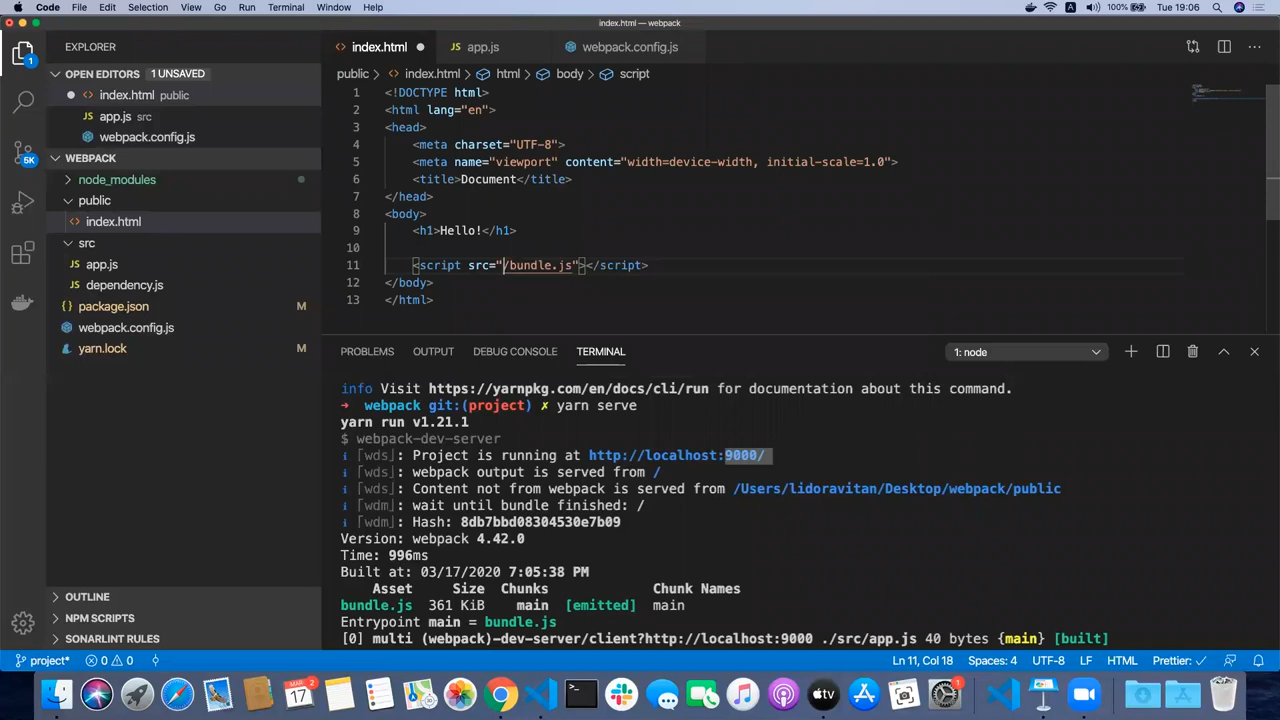 Code File Edit Selection View Go Run Terminal Window Help 100% Tue 19:06
index.html — webpack
EXPLORER
OPEN EDITORS 1 UNSAVED
index.html public
app.js src
webpack.config.js
WEBPACK
node_modules
public
index.html
src
app.js
dependency.js
package.json M
webpack.config.js
yarn.lock M
OUTLINE
NPM SCRIPTS
SONARLINT RULES
1
5K
index.html app.js webpack.config.js
public > index.html > html > body > script
1 <!DOCTYPE html>
2 <html lang="en">
3 <head>
4 <meta charset="UTF-8">
5 <meta name="viewport" content="width=device-width, initial-scale=1.0">
6 <title>Document</title>
7 </head>
8 <body>
9 <h1>Hello!</h1>
10
11 <script src="/bundle.js"></script>
12 </body>
13 </html>
PROBLEMS OUTPUT DEBUG CONSOLE TERMINAL 1: node
info Visit https://yarnpkg.com/en/docs/cli/run for documentation about this command.
➜ webpack git:(project) ✗ yarn serve
yarn run v1.21.1
$ webpack-dev-server
ℹ ｢wds｣: Project is running at http://localhost:9000/
ℹ ｢wds｣: webpack output is served from /
ℹ ｢wds｣: Content not from webpack is served from /Users/lidoravitan/Desktop/webpack/public
ℹ ｢wdm｣: wait until bundle finished: /
ℹ ｢wdm｣: Hash: 8db7bbd08304530e7b09
Version: webpack 4.42.0
Time: 996ms
Built at: 03/17/2020 7:05:38 PM
Asset Size Chunks Chunk Names
bundle.js 361 KiB main [emitted] main
Entrypoint main = bundle.js
[0] multi (webpack)-dev-server/client?http://localhost:9000 ./src/app.js 40 bytes {main} [built]
project* 0 0 Ln 11, Col 18 Spaces: 4 UTF-8 LF HTML Prettier: ✓
MAR 17 2 tv 1